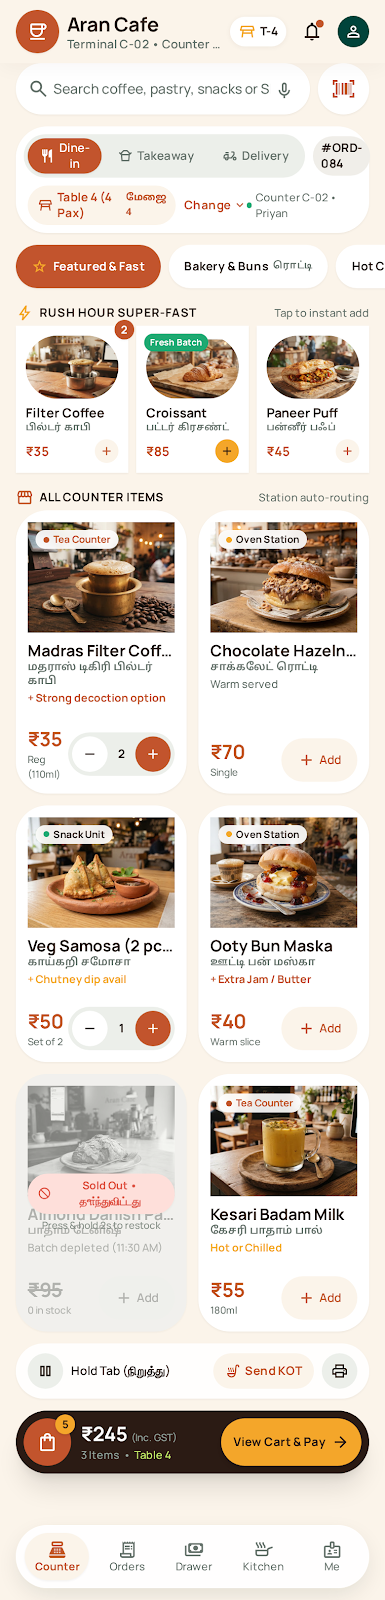 Aran Cafe
Terminal C-02 • Counter ...
T-4
Search coffee, pastry, snacks or S
Dine-in
Takeaway
Delivery
#ORD-084
Table 4 (4 Pax)
மேஜை 4
Change
Counter C-02 • Priyan
Featured & Fast
Bakery & Buns ரொட்டி
Hot C
RUSH HOUR SUPER-FAST
Tap to instant add
2
Fresh Batch
Filter Coffee
பில்டர் காபி
₹35
+
Croissant
பட்டர் கிரசண்ட்
₹85
+
Paneer Puff
பன்னீர் பஃப்
₹45
+
ALL COUNTER ITEMS
Station auto-routing
Tea Counter
Madras Filter Coff...
மதராஸ் டிகிரி பில்டர் காபி
+ Strong decoction option
₹35
Reg (110ml)
− 2 +
Oven Station
Chocolate Hazeln...
சாக்கலேட் ரொட்டி
Warm served
₹70
Single
+ Add
Snack Unit
Veg Samosa (2 pc...
காய்கறி சமோசா
+ Chutney dip avail
₹50
Set of 2
− 1 +
Oven Station
Ooty Bun Maska
ஊட்டி பன் மஸ்கா
+ Extra Jam / Butter
₹40
Warm slice
+ Add
Sold Out •
தீர்ந்துவிட்டது
Almond Danish Pa...
பாதாம் டேனிஷ்
Press & hold 2s to restock
Batch depleted (11:30 AM)
₹95
0 in stock
+ Add
Tea Counter
Kesari Badam Milk
கேசரி பாதாம் பால்
Hot or Chilled
₹55
180ml
+ Add
Hold Tab (நிறுத்து)
Send KOT
5
₹245 (Inc. GST)
3 Items • Table 4
View Cart & Pay →
Counter
Orders
Drawer
Kitchen
Me